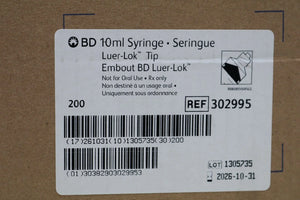 BD 10ml Syringe • Seringue
Luer-Lok™ Tip
Embout BD Luer-Lok™
Not for Oral Use • Rx only
Non destiné à un usage oral •
Uniquement sous ordonnance
200
REF 302995
(17)261031(10)1305735(30)200
LOT 1305735
2026-10-31
(01)30382903029953